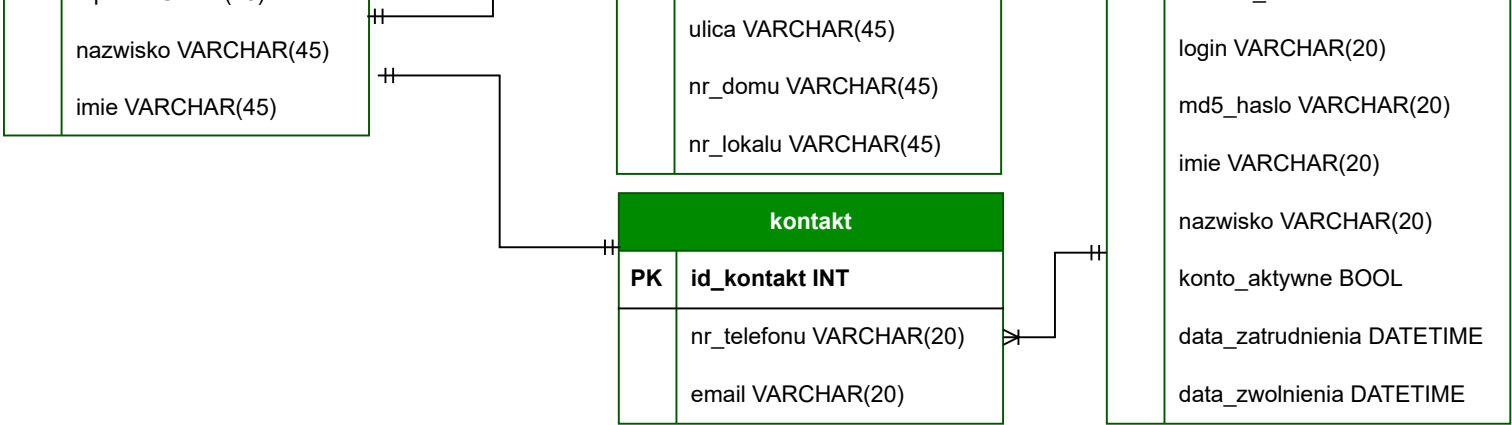 nazwisko VARCHAR(45)
imie VARCHAR(45)
ulica VARCHAR(45)
nr_domu VARCHAR(45)
nr_lokalu VARCHAR(45)
kontakt
PK id_kontakt INT
nr_telefonu VARCHAR(20)
email VARCHAR(20)
login VARCHAR(20)
md5_haslo VARCHAR(20)
imie VARCHAR(20)
nazwisko VARCHAR(20)
konto_aktywne BOOL
data_zatrudnienia DATETIME
data_zwolnienia DATETIME